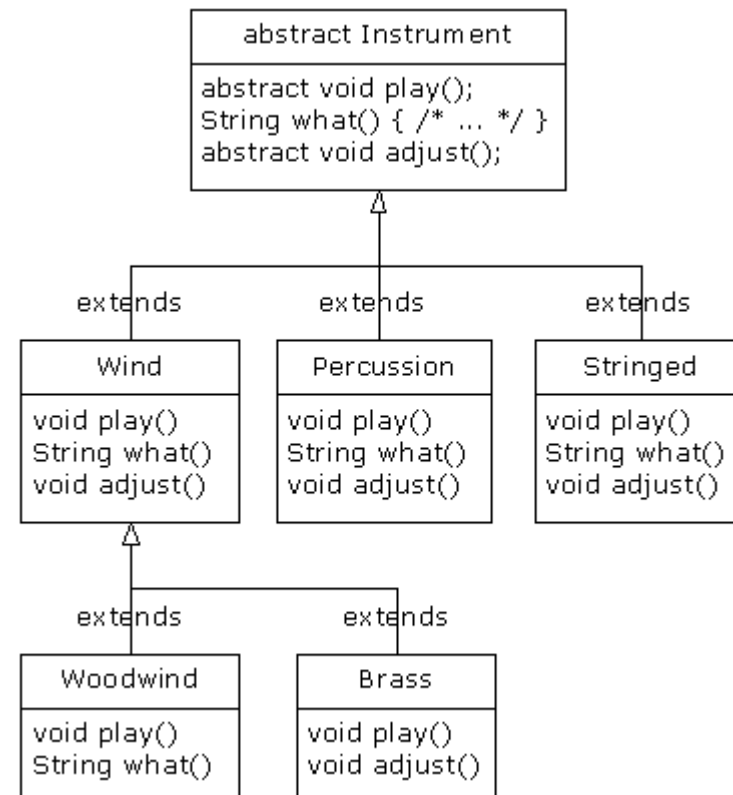 abstract Instrument
abstract void play();
String what() { /* ... */ }
abstract void adjust();
extends
extends
extends
Wind
void play()
String what()
void adjust()
Percussion
void play()
String what()
void adjust()
Stringed
void play()
String what()
void adjust()
extends
extends
Woodwind
void play()
String what()
Brass
void play()
void adjust()